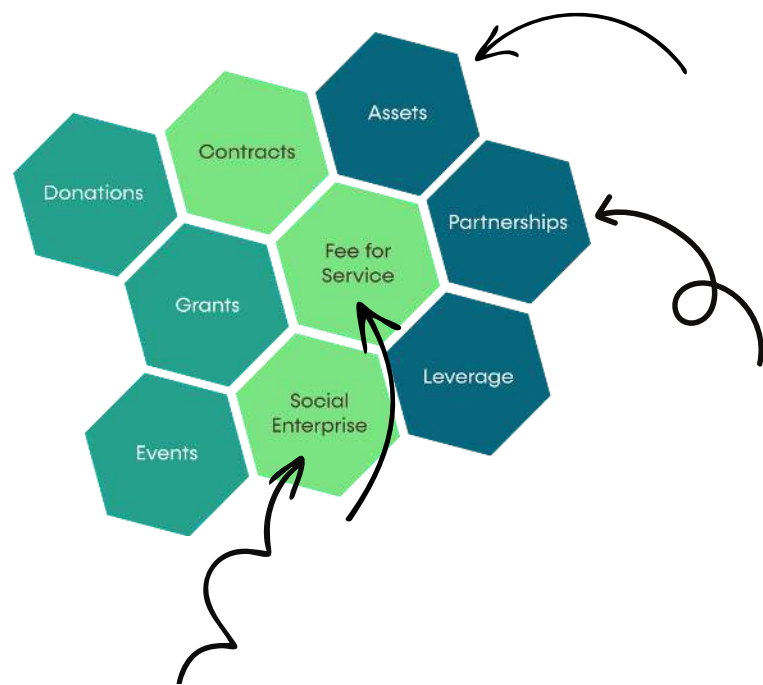 Assets
Contracts
Donations
Partnerships
Fee for
Service
Grants
Leverage
Social
Enterprise
Events